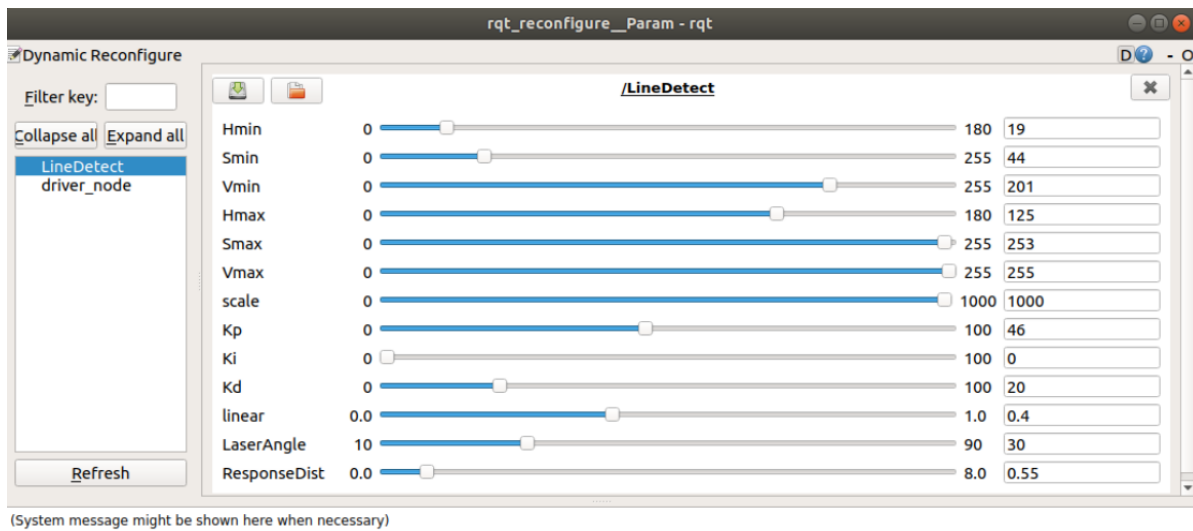 rqt_reconfigure__Param - rqt
Dynamic Reconfigure D - O
Filter key:
Collapse all Expand all
LineDetect
driver_node
Refresh
/LineDetect
Hmin 0 180 19
Smin 0 255 44
Vmin 0 255 201
Hmax 0 180 125
Smax 0 255 253
Vmax 0 255 255
scale 0 1000 1000
Kp 0 100 46
Ki 0 100 0
Kd 0 100 20
linear 0.0 1.0 0.4
LaserAngle 10 90 30
ResponseDist 0.0 8.0 0.55
(System message might be shown here when necessary)